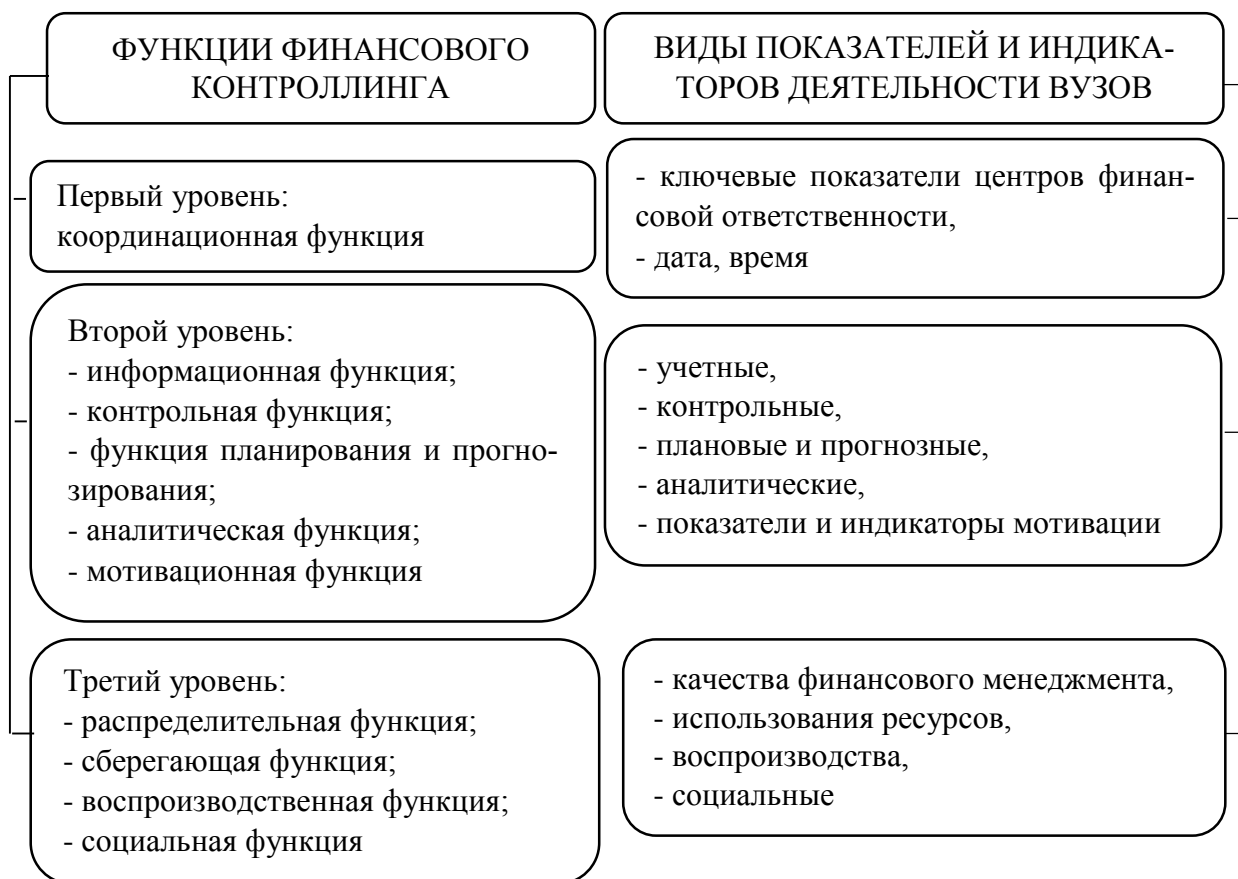 ФУНКЦИИ ФИНАНСОВОГО
КОНТРОЛЛИНГА
ВИДЫ ПОКАЗАТЕЛЕЙ И ИНДИКА-
ТОРОВ ДЕЯТЕЛЬНОСТИ ВУЗОВ
Первый уровень:
координационная функция
- ключевые показатели центров финан-
совой ответственности,
- дата, время
Второй уровень:
- информационная функция;
- контрольная функция;
- функция планирования и прогно-
зирования;
- аналитическая функция;
- мотивационная функция
- учетные,
- контрольные,
- плановые и прогнозные,
- аналитические,
- показатели и индикаторы мотивации
Третий уровень:
- распределительная функция;
- сберегающая функция;
- воспроизводственная функция;
- социальная функция
- качества финансового менеджмента,
- использования ресурсов,
- воспроизводства,
- социальные